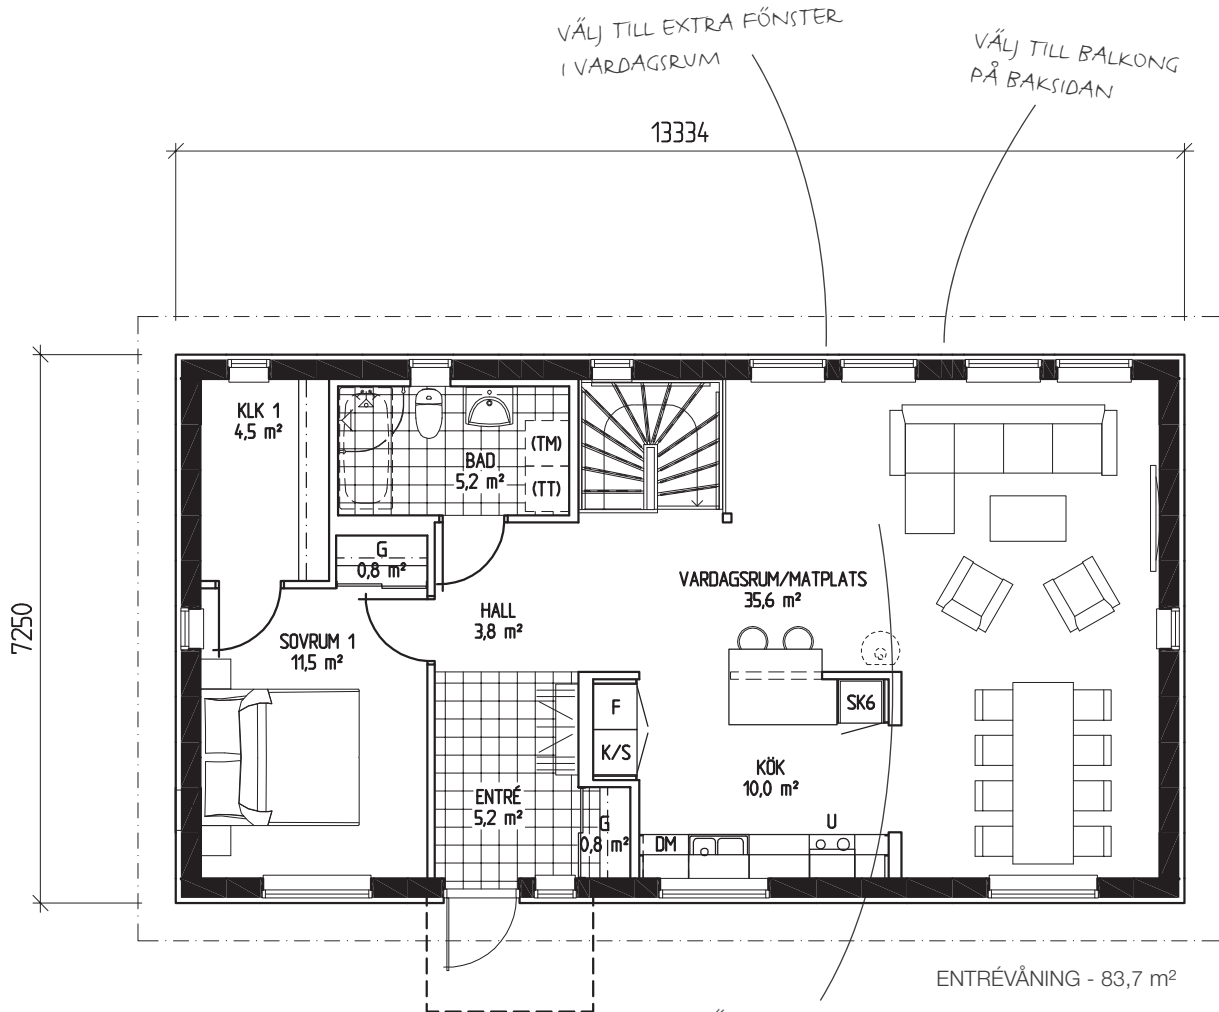 VÄLJ TILL EXTRA FÖNSTER
I VARDAGSRUM
VÄLJ TILL BALKONG
PÅ BAKSIDAN
13334
7250
KLK 1
4,5 m²
BAD
5,2 m²
(TM)
(TT)
G
0,8 m²
HALL
3,8 m²
VARDAGSRUM/MATPLATS
35,6 m²
SOVRUM 1
11,5 m²
F
K/S
SK6
KÖK
10,0 m²
ENTRÉ
5,2 m²
G
0,8 m²
DM
U
ENTRÉVÅNING - 83,7 m²